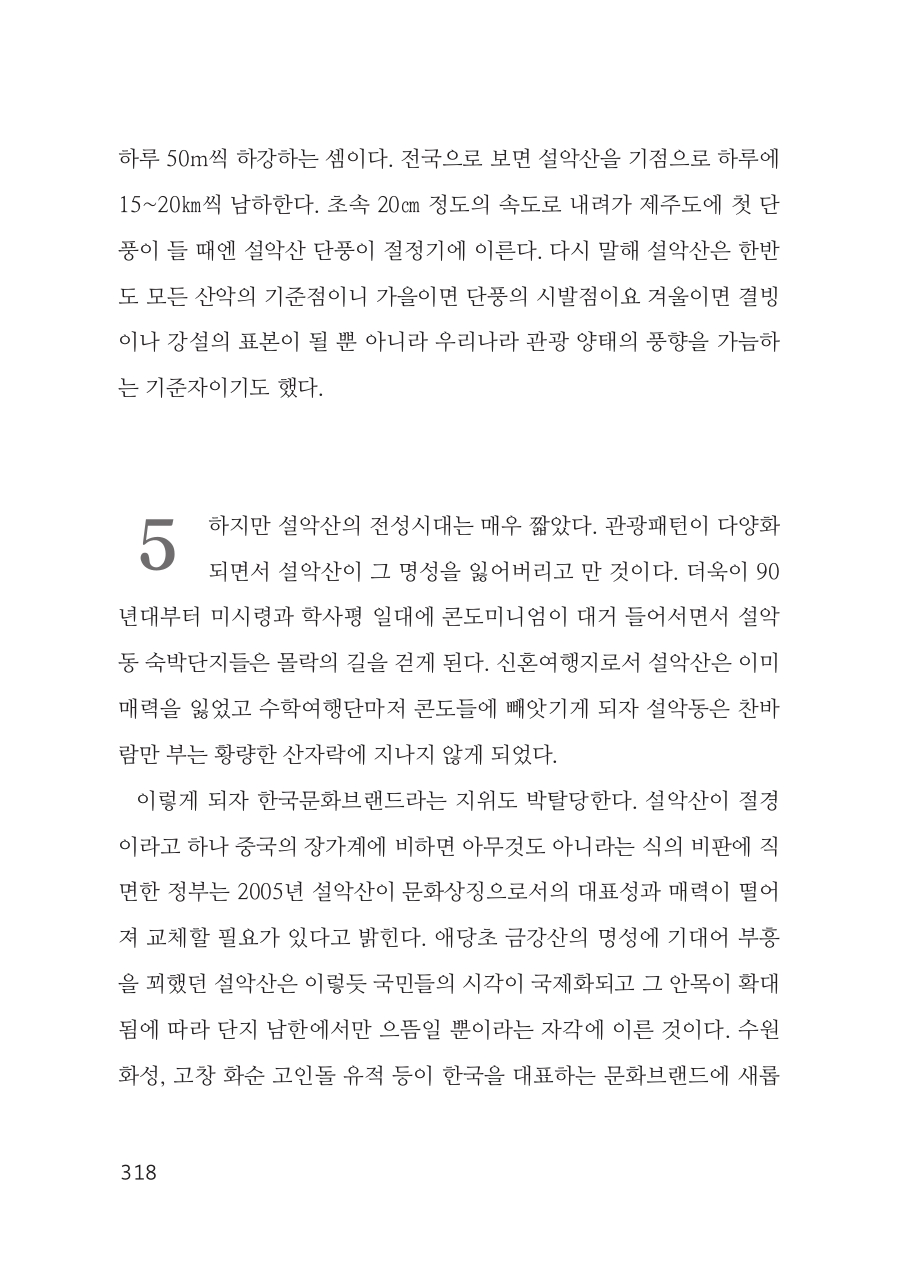 하루 50m씩 하강하는 셈이다. 전국으로 보면 설악산을 기점으로 하루에
15~20㎞씩 남하한다. 초속 20㎝ 정도의 속도로 내려가 제주도에 첫 단
풍이 들 때엔 설악산 단풍이 절정기에 이른다. 다시 말해 설악산은 한반
도 모든 산악의 기준점이니 가을이면 단풍의 시발점이요 겨울이면 결빙
이나 강설의 표본이 될 뿐 아니라 우리나라 관광 양태의 풍향을 가늠하
는 기준자이기도 했다.
5
하지만 설악산의 전성시대는 매우 짧았다. 관광패턴이 다양화
되면서 설악산이 그 명성을 잃어버리고 만 것이다. 더욱이 90
년대부터 미시령과 학사평 일대에 콘도미니엄이 대거 들어서면서 설악
동 숙박단지들은 몰락의 길을 걷게 된다. 신혼여행지로서 설악산은 이미
매력을 잃었고 수학여행단마저 콘도들에 빼앗기게 되자 설악동은 찬바
람만 부는 황량한 산자락에 지나지 않게 되었다.
이렇게 되자 한국문화브랜드라는 지위도 박탈당한다. 설악산이 절경
이라고 하나 중국의 장가계에 비하면 아무것도 아니라는 식의 비판에 직
면한 정부는 2005년 설악산이 문화상징으로서의 대표성과 매력이 떨어
져 교체할 필요가 있다고 밝힌다. 애당초 금강산의 명성에 기대어 부흥
을 꾀했던 설악산은 이렇듯 국민들의 시각이 국제화되고 그 안목이 확대
됨에 따라 단지 남한에서만 으뜸일 뿐이라는 자각에 이른 것이다. 수원
화성, 고창 화순 고인돌 유적 등이 한국을 대표하는 문화브랜드에 새롭
318